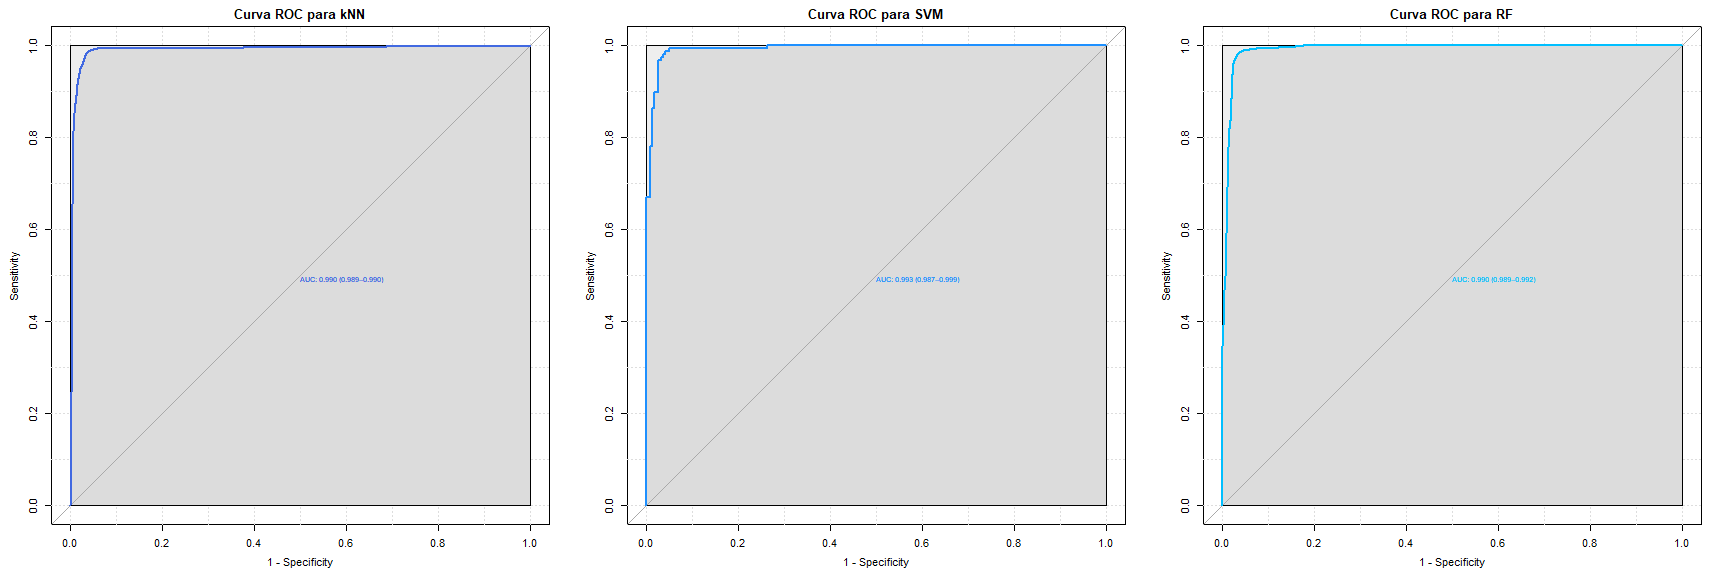 Curva ROC para kNN
Sensitivity
1.0
0.8
0.6
0.4
0.2
0.0
AUC: 0.990 (0.989–0.990)
0.0 0.2 0.4 0.6 0.8 1.0
1 - Specificity
Curva ROC para SVM
Sensitivity
1.0
0.8
0.6
0.4
0.2
0.0
AUC: 0.993 (0.987–0.999)
0.0 0.2 0.4 0.6 0.8 1.0
1 - Specificity
Curva ROC para RF
Sensitivity
1.0
0.8
0.6
0.4
0.2
0.0
AUC: 0.990 (0.989–0.992)
0.0 0.2 0.4 0.6 0.8 1.0
1 - Specificity